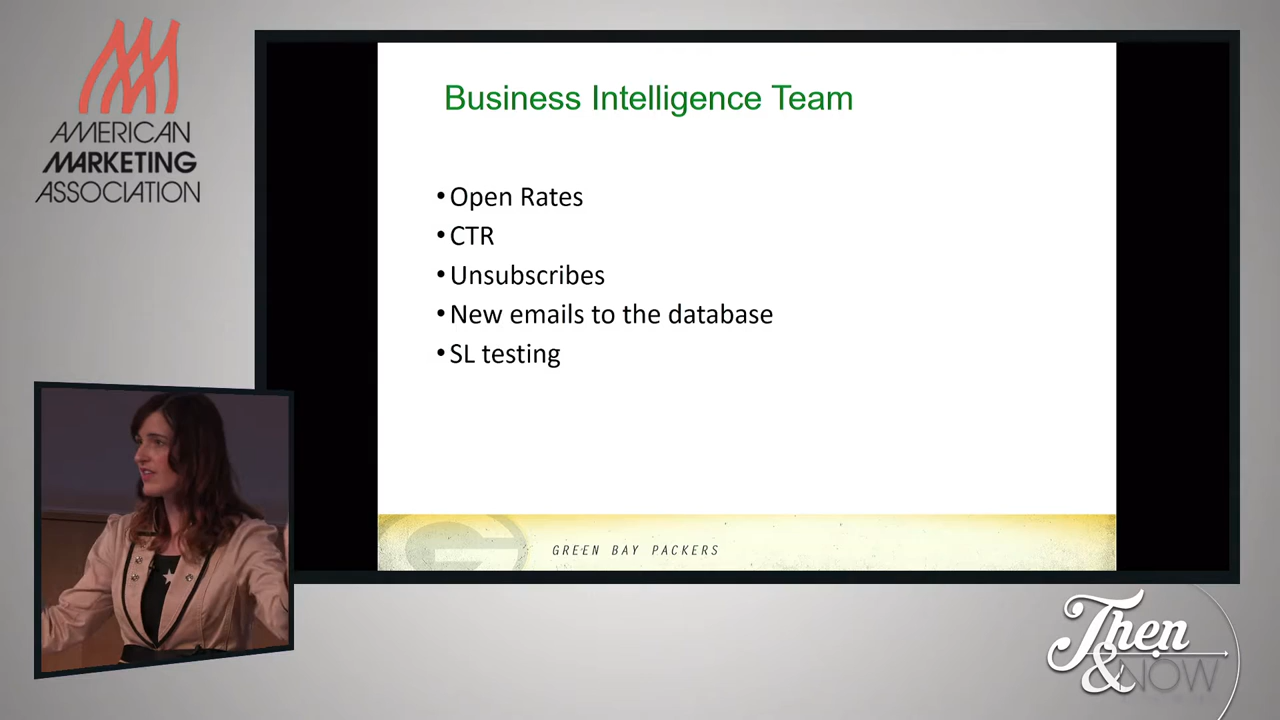 AMERICAN
MARKETING
ASSOCIATION
Business Intelligence Team
• Open Rates
• CTR
• Unsubscribes
• New emails to the database
• SL testing
GREEN BAY PACKERS
Then
& NOW